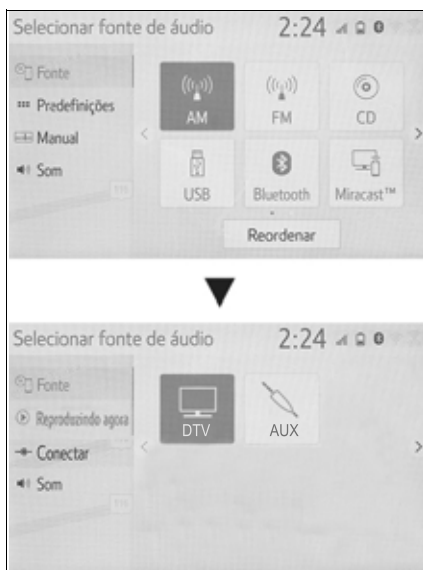 Selecionar fonte de áudio 2:24
Fonte
Predefinições
Manual
Som
AM
FM
CD
USB
Bluetooth
Miracast™
Reordenar
Selecionar fonte de áudio 2:24
Fonte
Reproduzindo agora
Conectar
Som
DTV
AUX